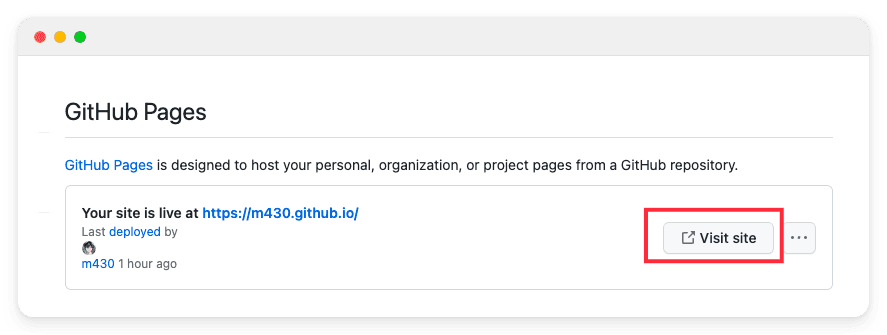 GitHub Pages
GitHub Pages is designed to host your personal, organization, or project pages from a GitHub repository.
Your site is live at https://m430.github.io/
Last deployed by
m430 1 hour ago
Visit site